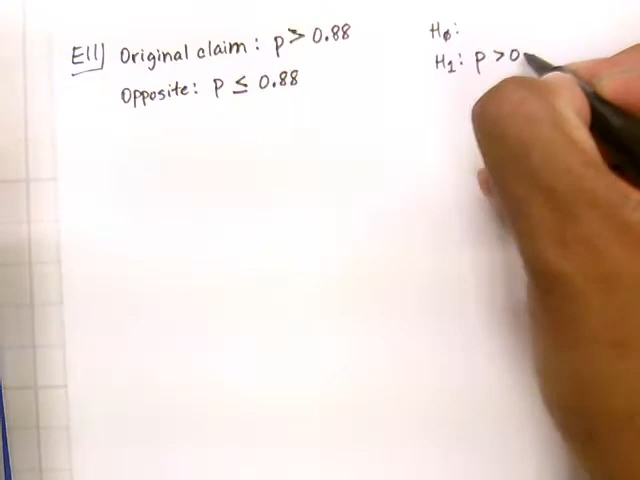 E11) Original claim: p > 0.88
Opposite: p ≤ 0.88
H₀:
H₁: p > 0